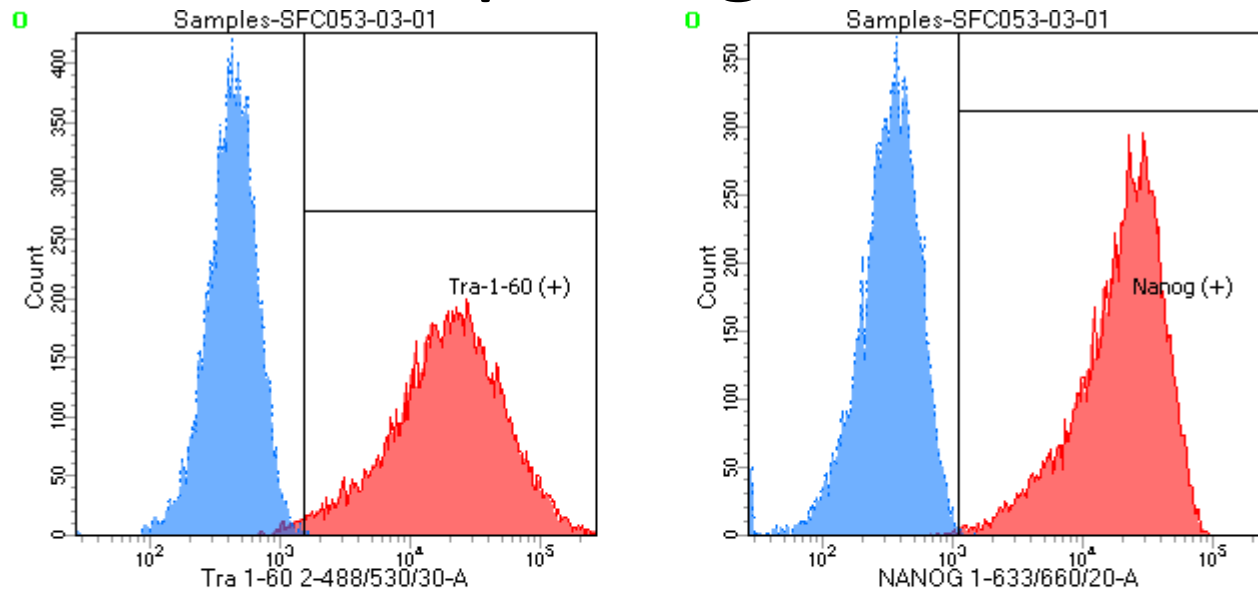 0
Samples-SFC053-03-01
400
350
300
250
200
150
100
50
0
Count
Tra-1-60 (+)
10² 10³ 10⁴ 10⁵
Tra 1-60 2-488/530/30-A
0
Samples-SFC053-03-01
350
300
250
200
150
100
50
0
Count
Nanog (+)
10² 10³ 10⁴ 10⁵
NANOG 1-633/660/20-A